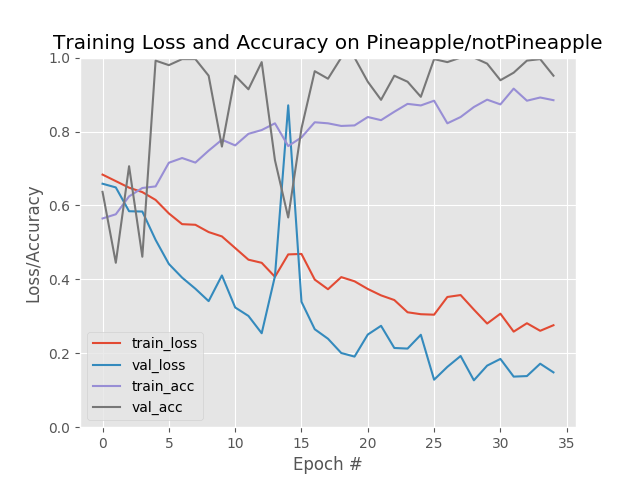 Training Loss and Accuracy on Pineapple/notPineapple
Loss/Accuracy
1.0
0.8
0.6
0.4
0.2
0.0
train_loss
val_loss
train_acc
val_acc
0 5 10 15 20 25 30 35
Epoch #